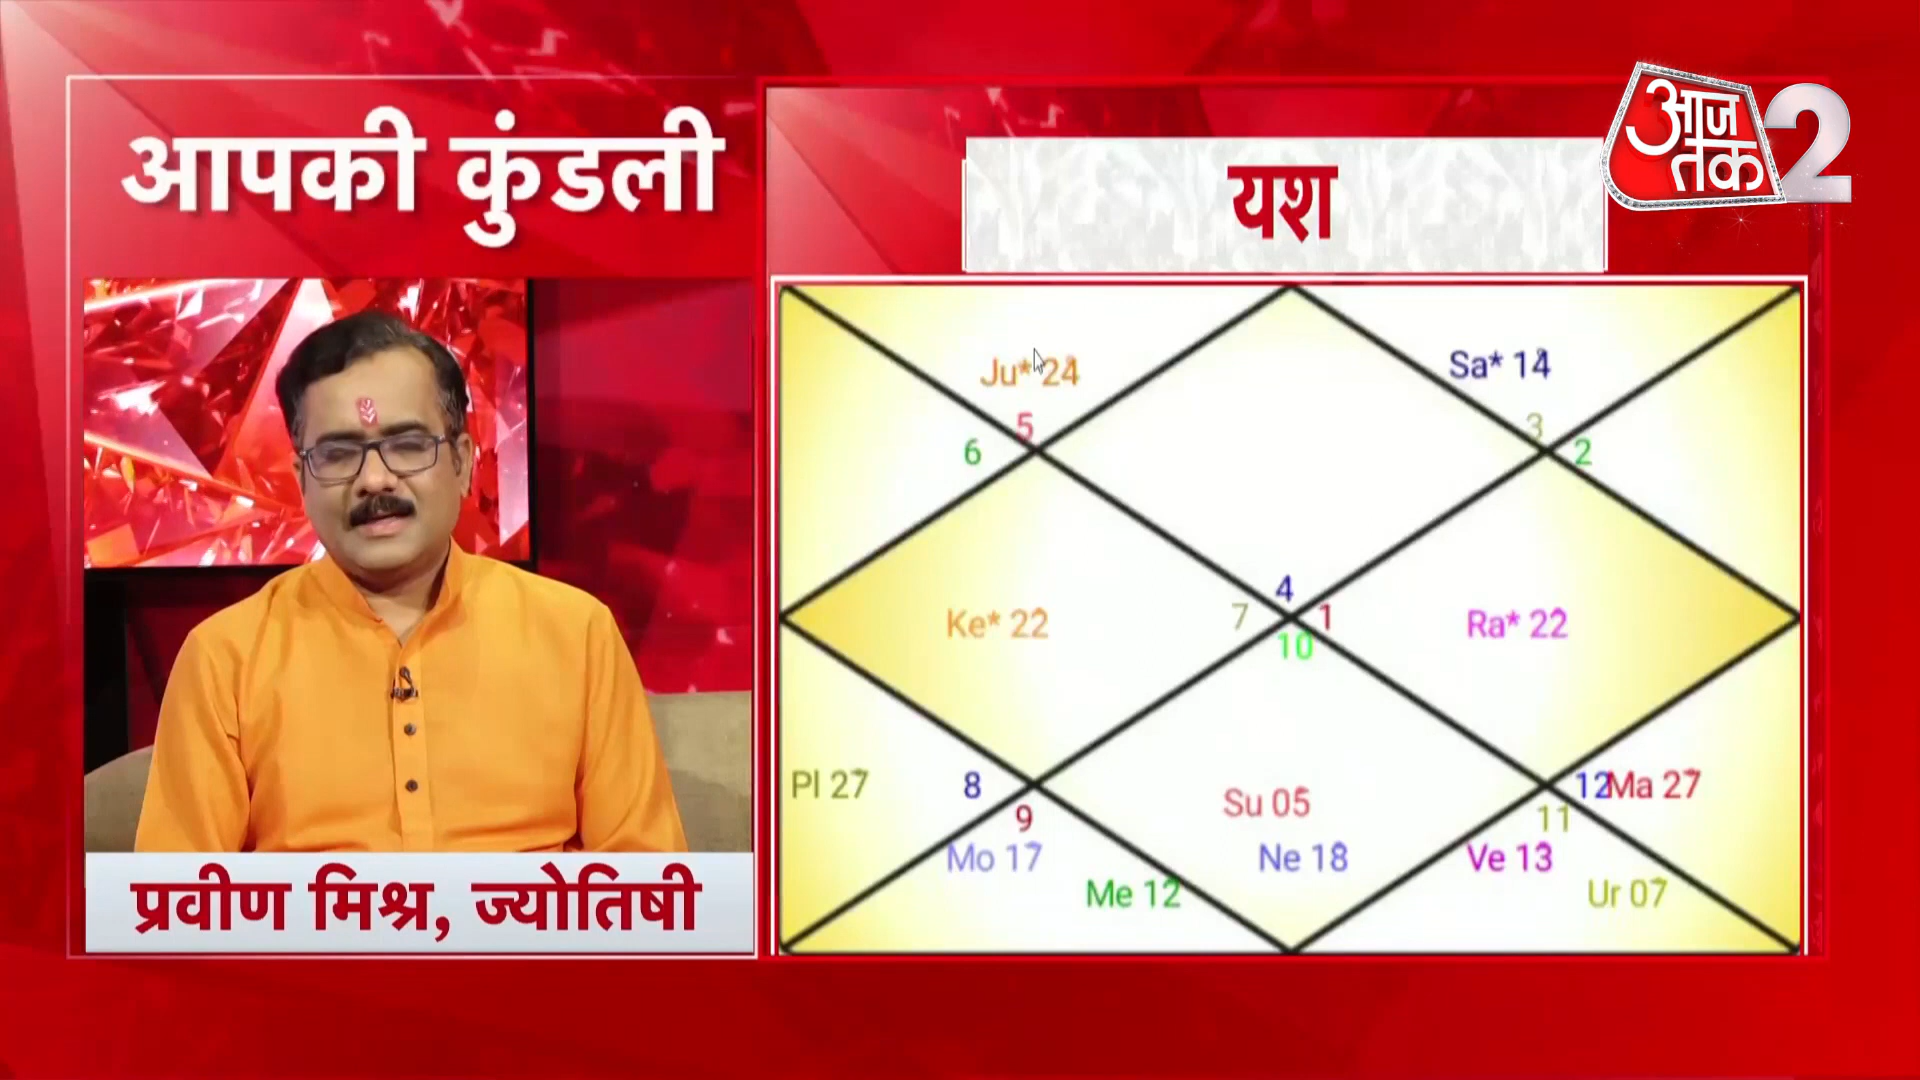 आपकी कुंडली
यश
आज
तक 2
Ju* 24
Sa* 14
5
3
6
2
4
Ke* 22
7
1
Ra* 22
10
Pl 27
8
12
Ma 27
Su 05
9
11
Mo 17
Ne 18
Ve 13
Me 12
Ur 07
प्रवीण मिश्र, ज्योतिषी